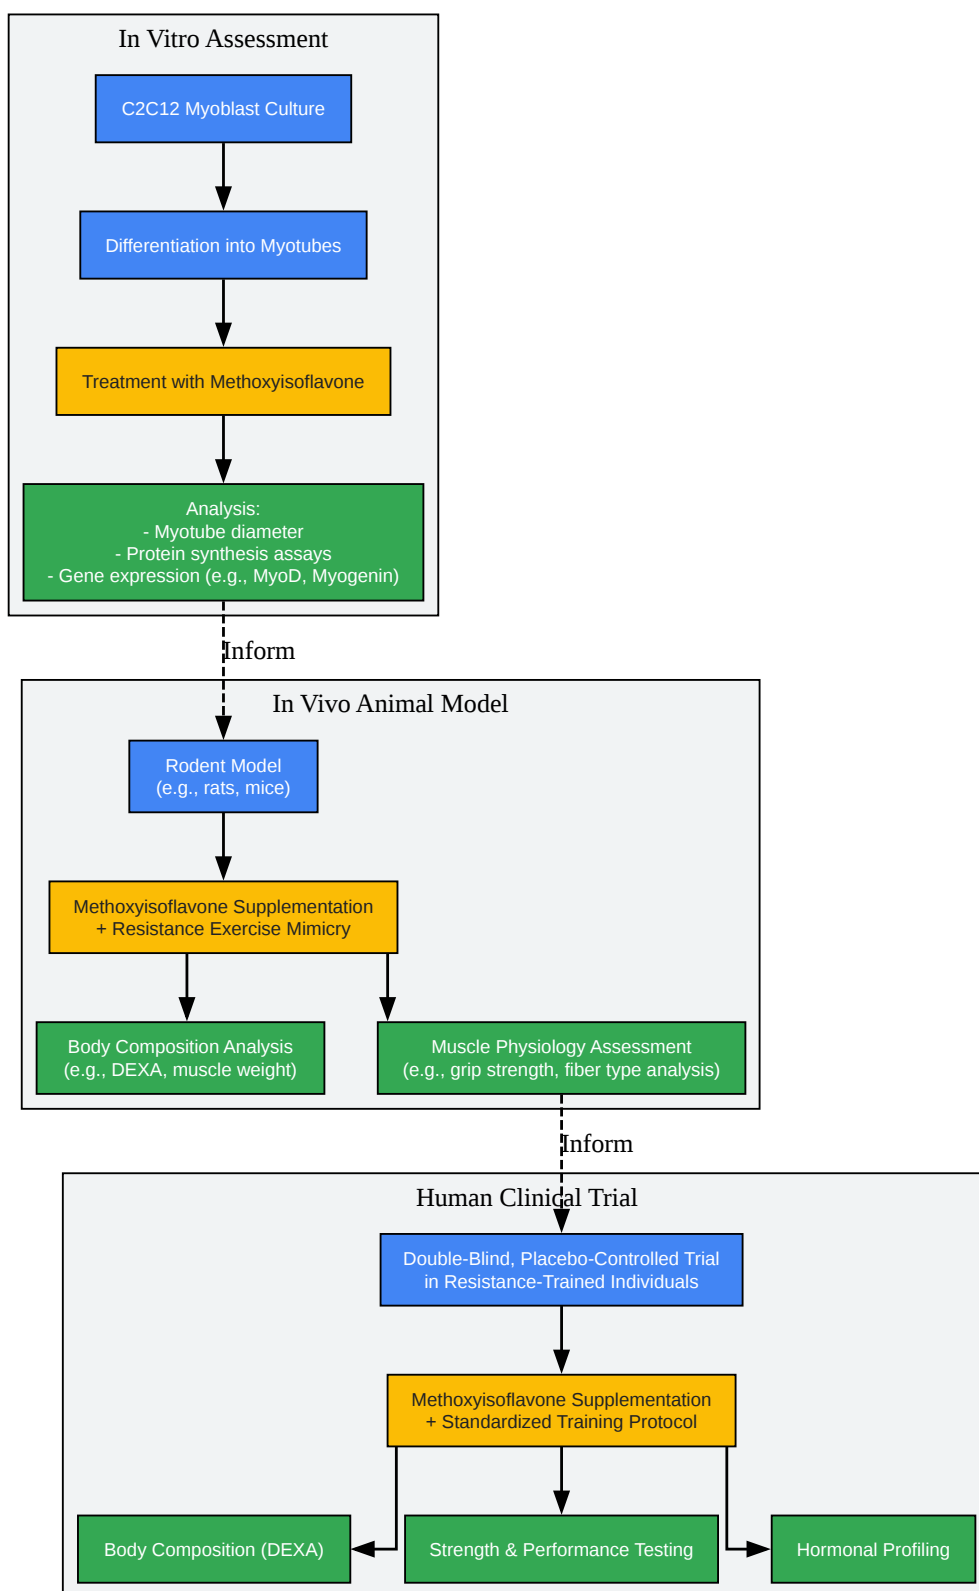 In Vitro Assessment
C2C12 Myoblast Culture
Differentiation into Myotubes
Treatment with Methoxyisoflavone
Analysis:
- Myotube diameter
- Protein synthesis assays
- Gene expression (e.g., MyoD, Myogenin)
Inform
In Vivo Animal Model
Rodent Model
(e.g., rats, mice)
Methoxyisoflavone Supplementation
+ Resistance Exercise Mimicry
Body Composition Analysis
(e.g., DEXA, muscle weight)
Muscle Physiology Assessment
(e.g., grip strength, fiber type analysis)
Inform
Human Clinical Trial
Double-Blind, Placebo-Controlled Trial
in Resistance-Trained Individuals
Methoxyisoflavone Supplementation
+ Standardized Training Protocol
Body Composition (DEXA)
Strength & Performance Testing
Hormonal Profiling